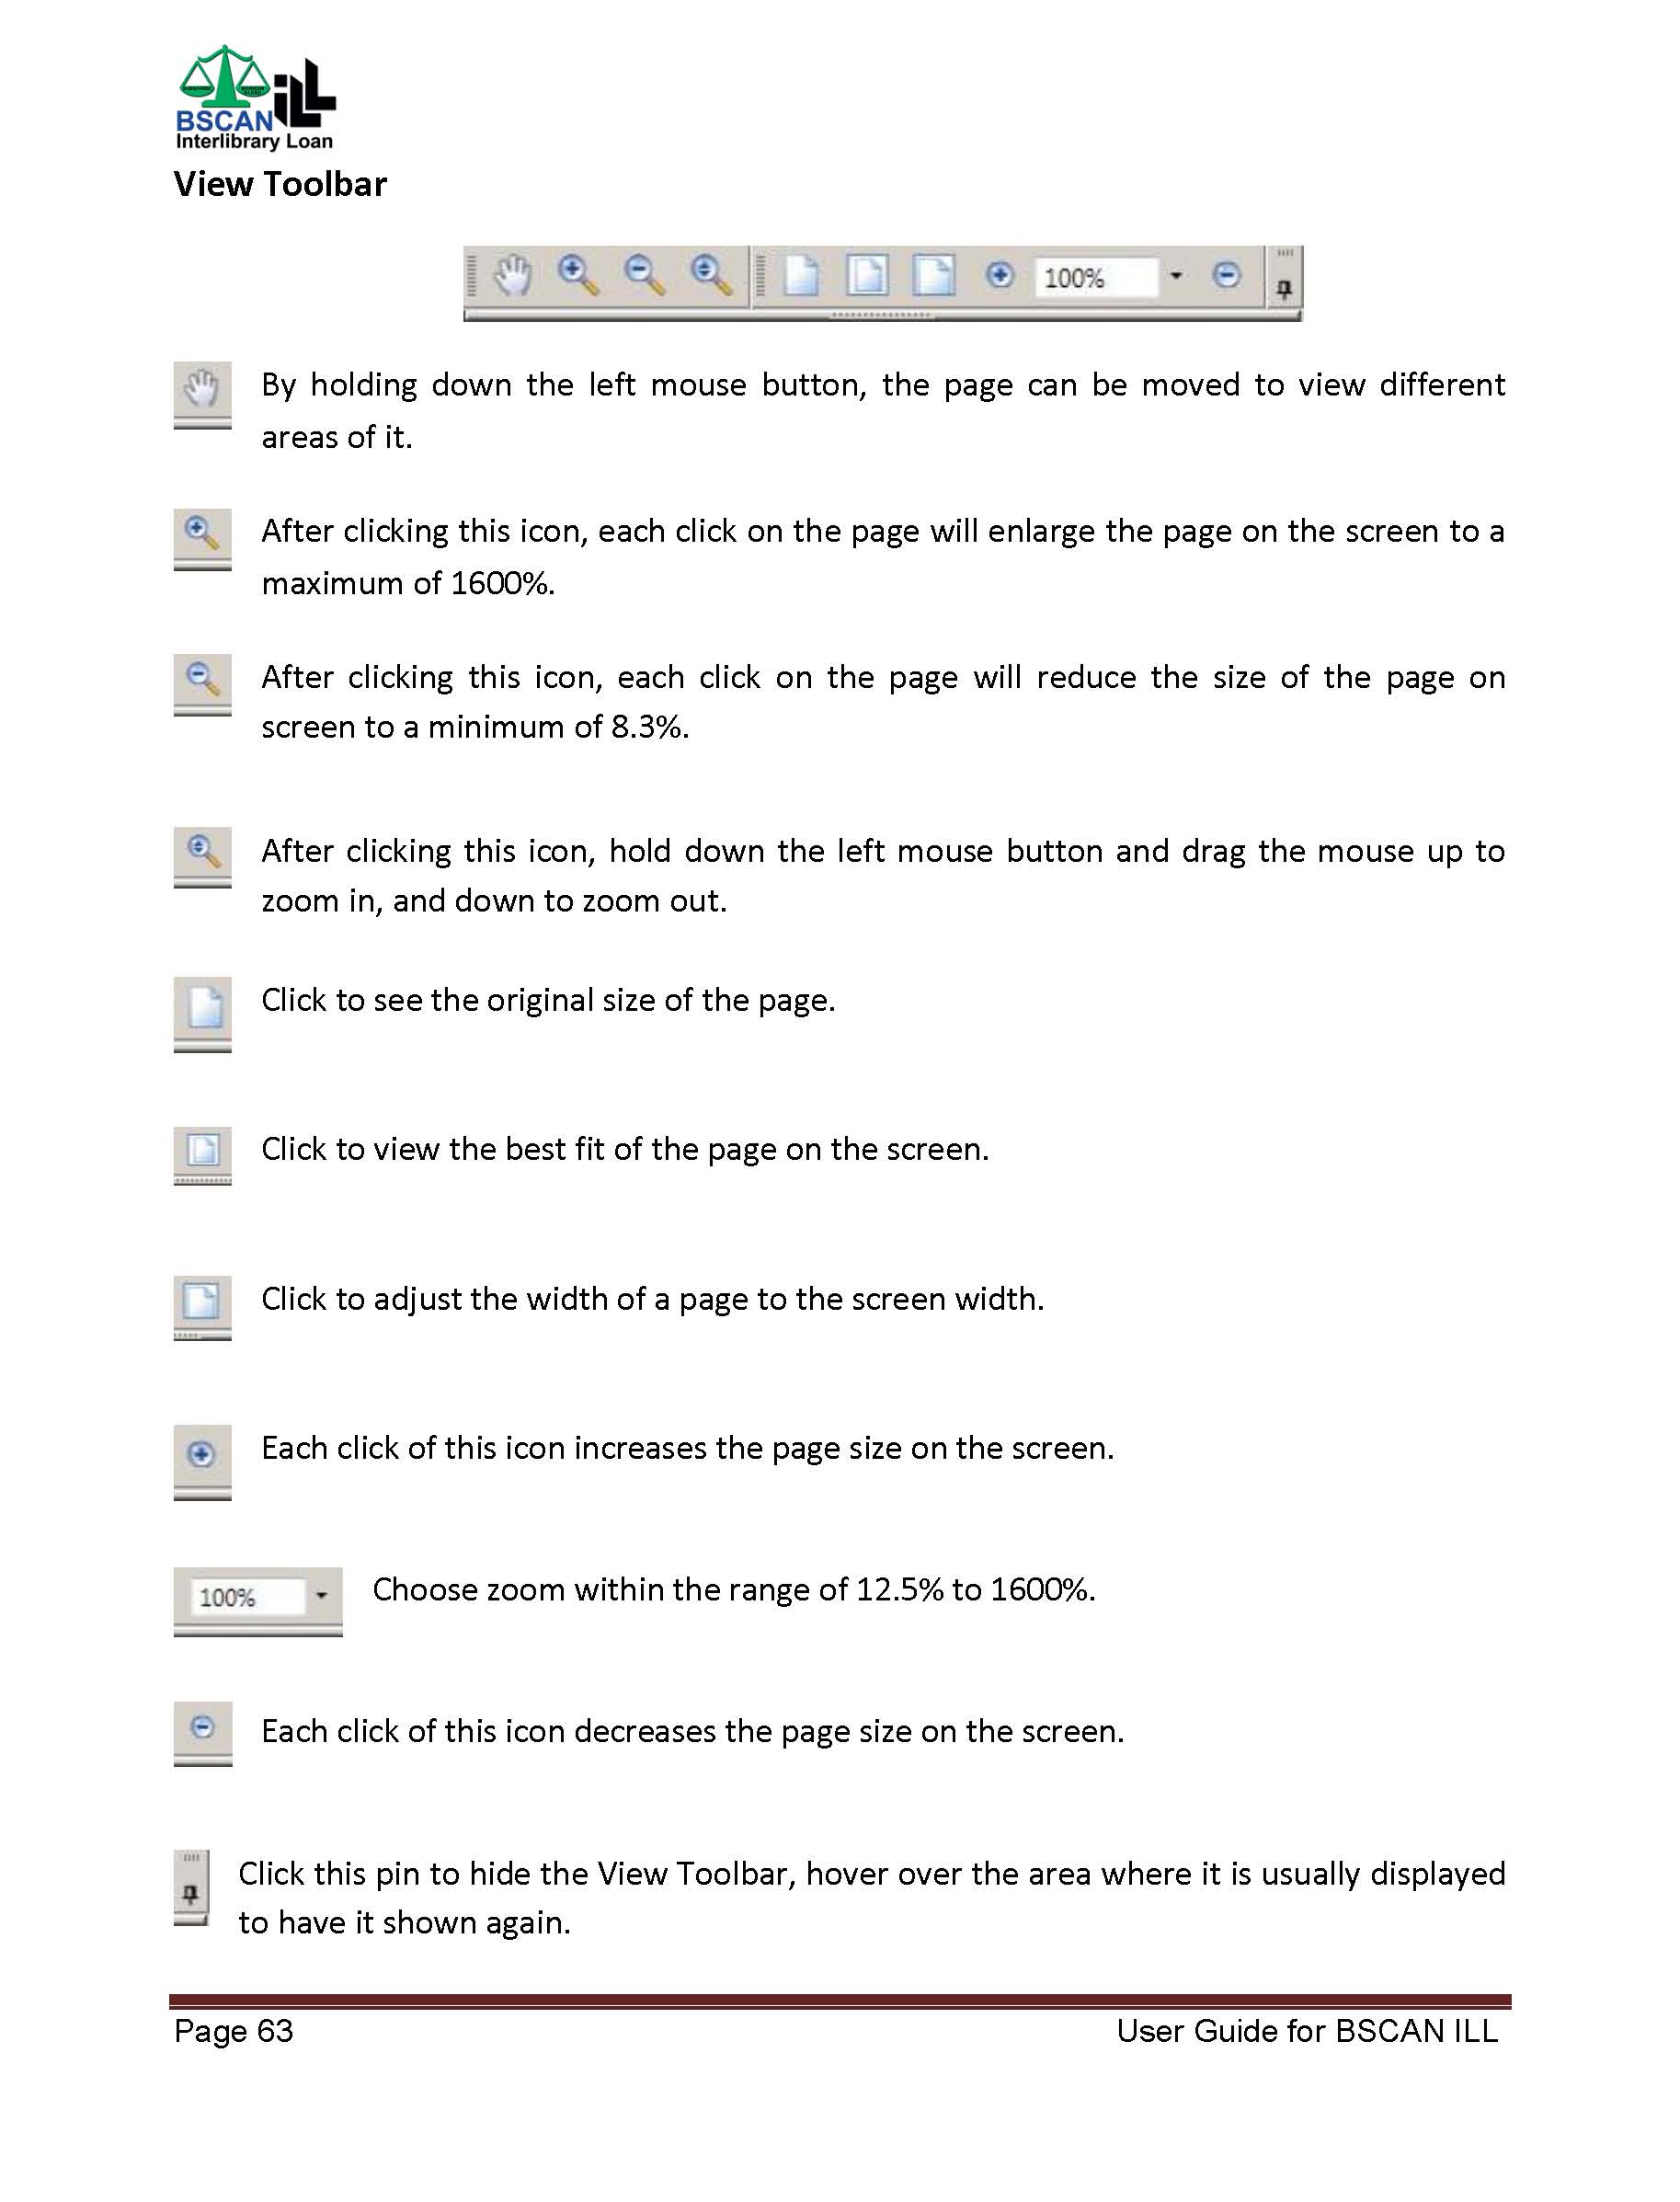 BSCAN ILL
Interlibrary Loan
View Toolbar
100%
By holding down the left mouse button, the page can be moved to view different
areas of it.
After clicking this icon, each click on the page will enlarge the page on the screen to a
maximum of 1600%.
After clicking this icon, each click on the page will reduce the size of the page on
screen to a minimum of 8.3%.
After clicking this icon, hold down the left mouse button and drag the mouse up to
zoom in, and down to zoom out.
Click to see the original size of the page.
Click to view the best fit of the page on the screen.
Click to adjust the width of a page to the screen width.
Each click of this icon increases the page size on the screen.
100% Choose zoom within the range of 12.5% to 1600%.
Each click of this icon decreases the page size on the screen.
Click this pin to hide the View Toolbar, hover over the area where it is usually displayed
to have it shown again.
Page 63 User Guide for BSCAN ILL